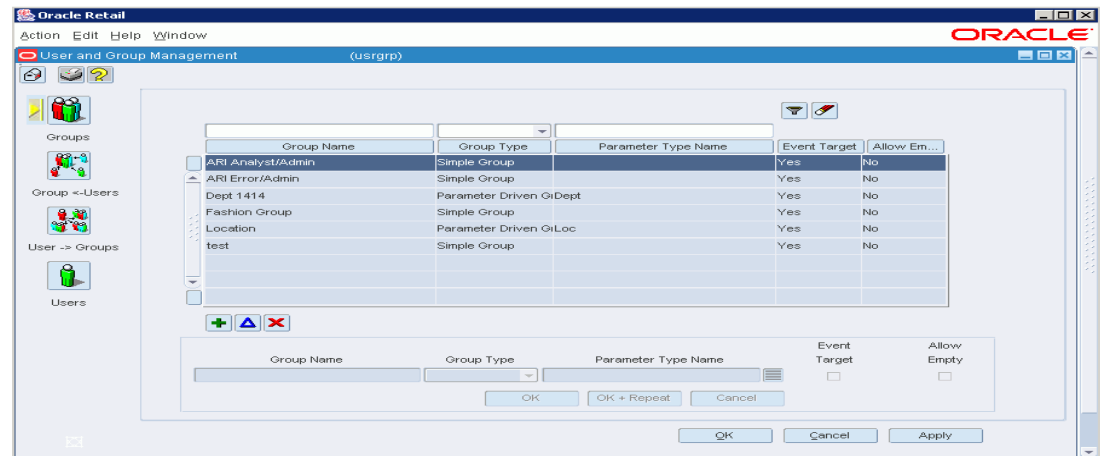 Oracle Retail
Action Edit Help Window
ORACLE
User and Group Management (usrgrp)
Groups
Group <-Users
User -> Groups
Users
Group Name Group Type Parameter Type Name Event Target Allow Em...
ARI Analyst/Admin Simple Group Yes No
ARI Error/Admin Simple Group Yes No
Dept 1414 Parameter Driven Gr Dept Yes No
Fashion Group Simple Group Yes No
Location Parameter Driven Gr Loc Yes No
test Simple Group Yes No
Group Name Group Type Parameter Type Name Event Target Allow Empty
OK OK + Repeat Cancel
OK Cancel Apply